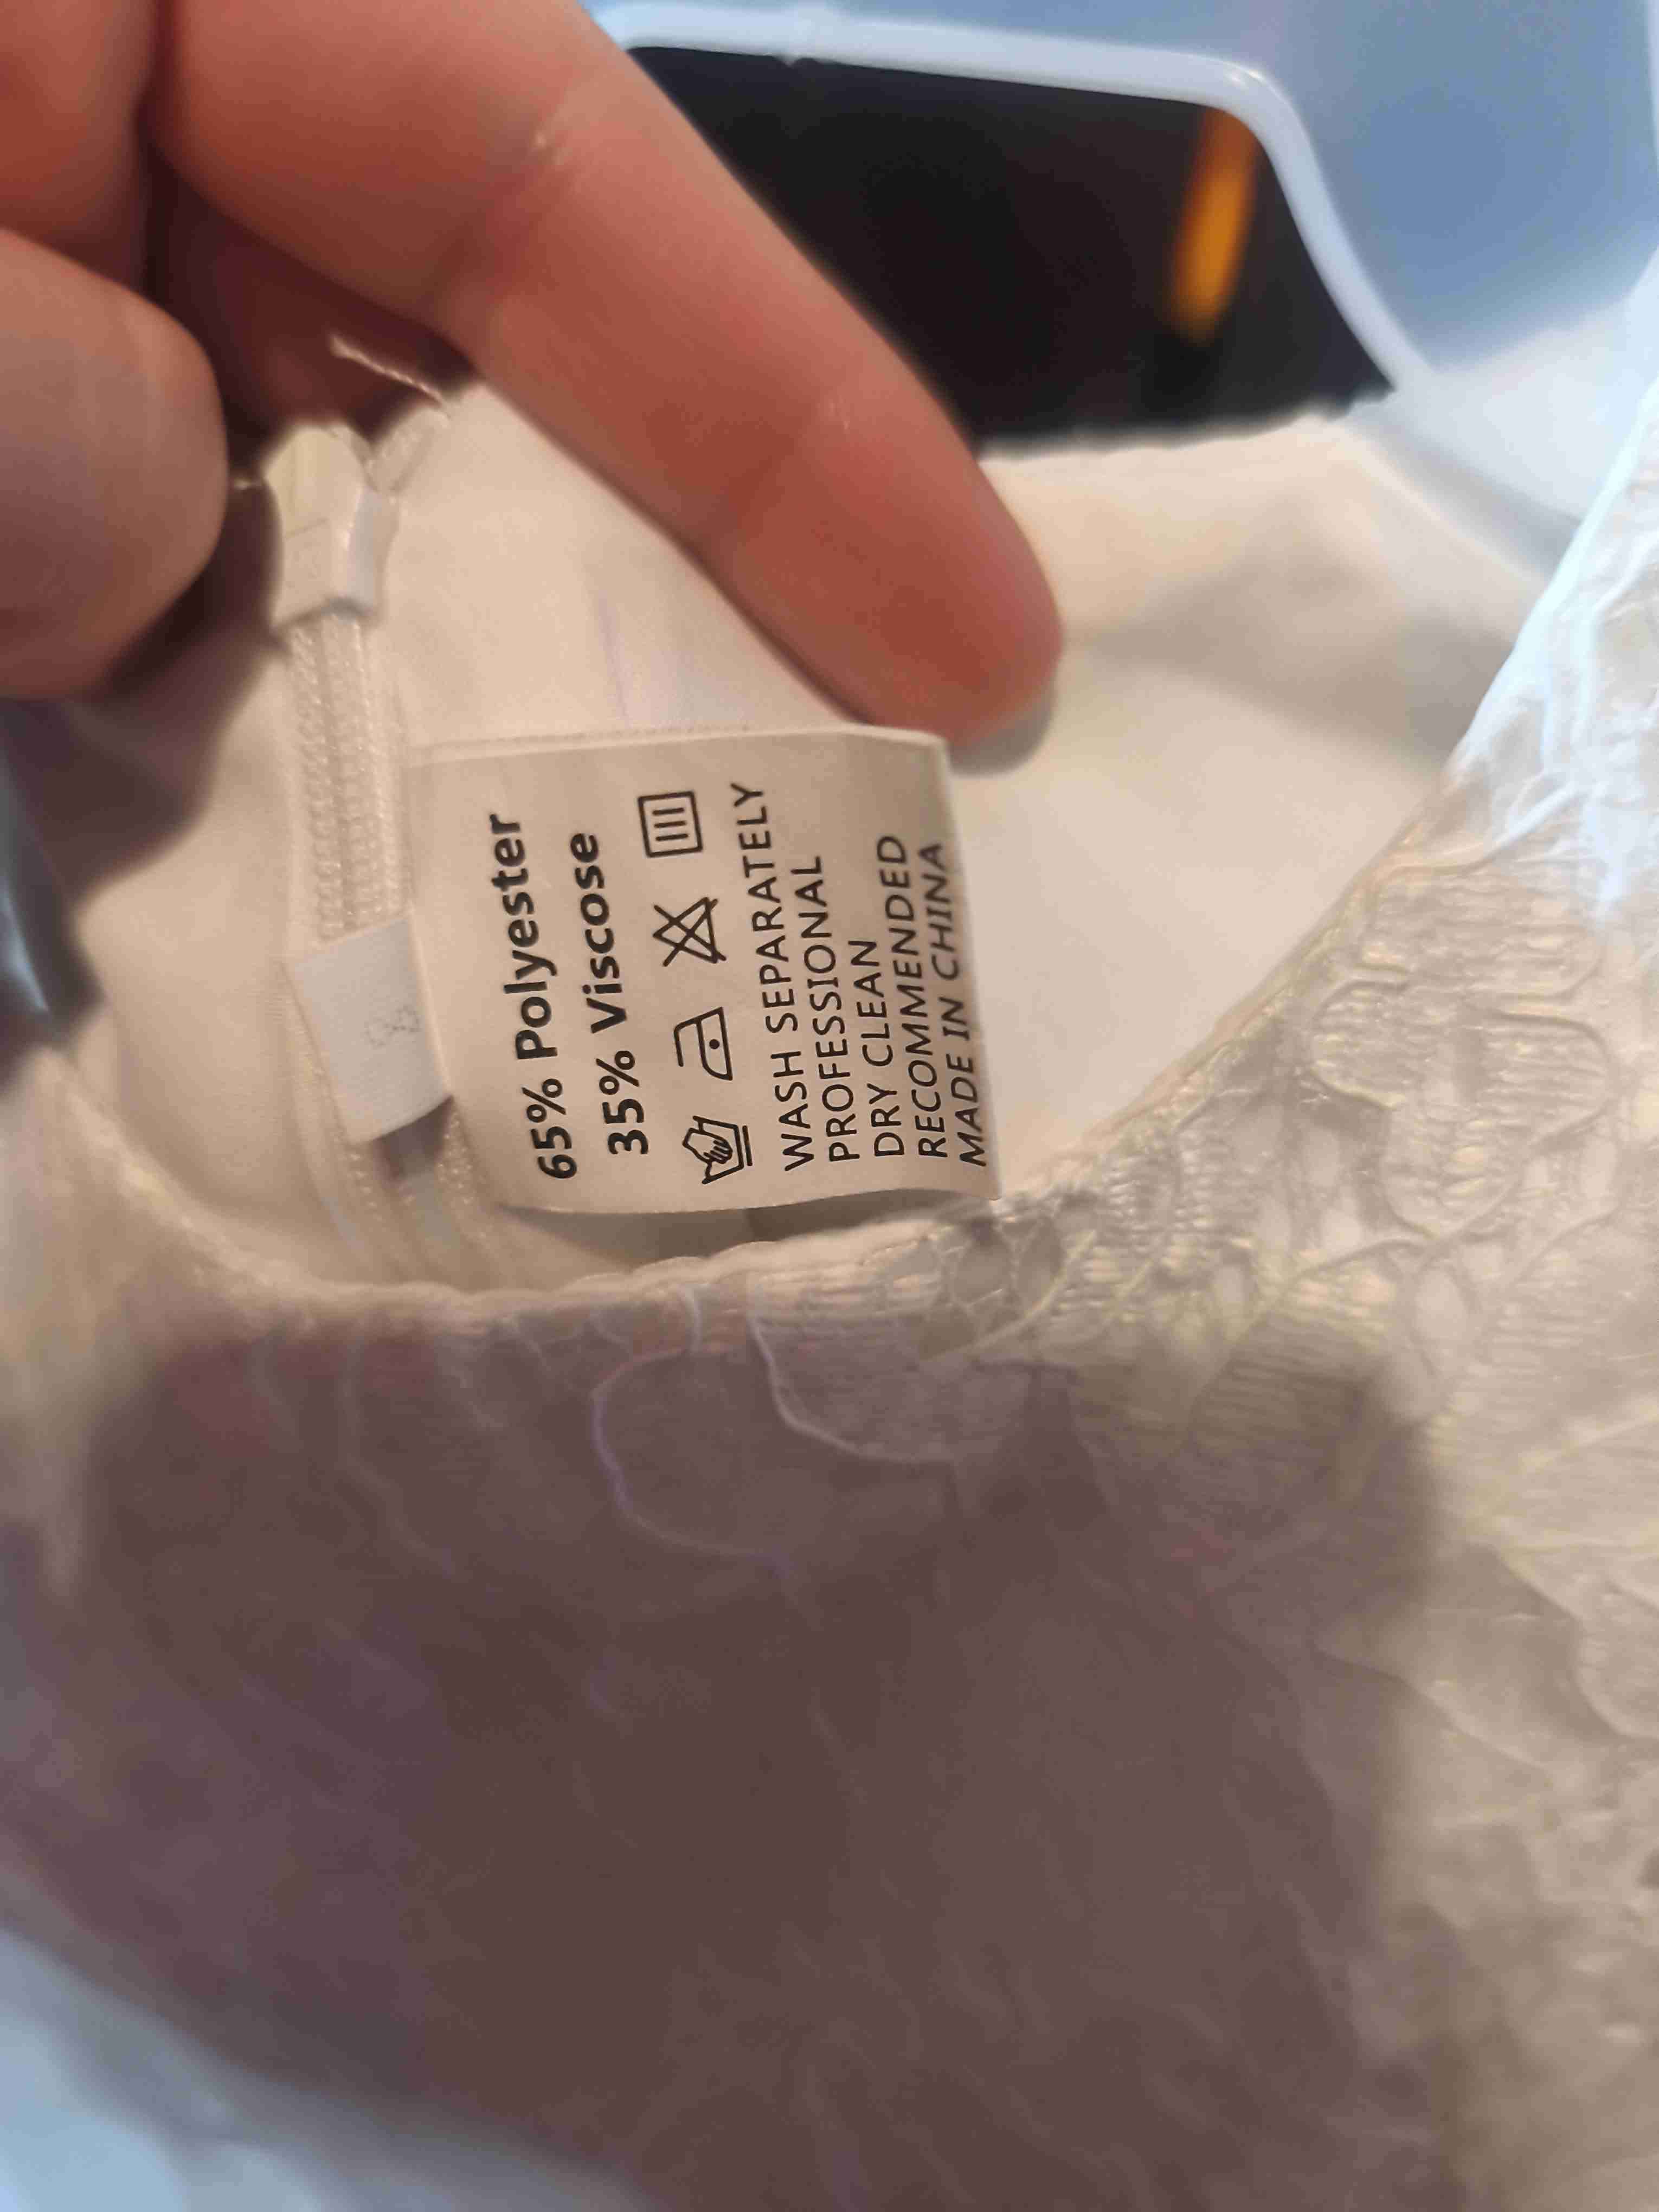 65% Polyester
35% Viscose
WASH SEPARATELY
PROFESSIONAL
DRY CLEAN
RECOMMENDED
MADE IN CHINA